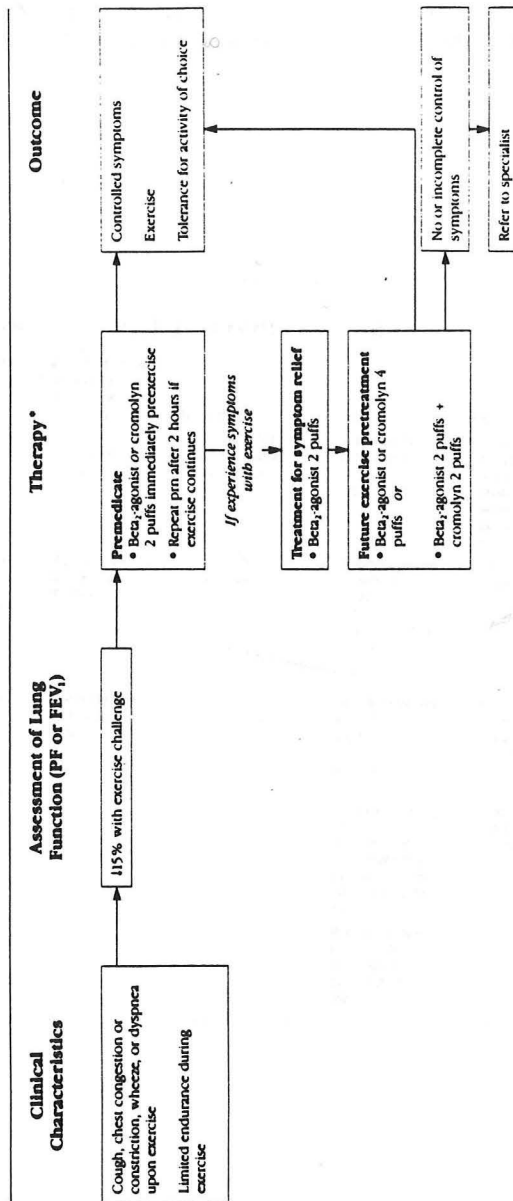 Clinical
Characteristics
Assessment of Lung
Function (PF or FEV₁)
Therapy*
Outcome
Cough, chest congestion or
constriction, wheeze, or dyspnea
upon exercise
Limited endurance during
exercise
↓15% with exercise challenge
Premedicate
• Beta₂-agonist or cromolyn
2 puffs immediately preexercise
• Repeat prn after 2 hours if
exercise continues
If experience symptoms
with exercise
Treatment for symptom relief
• Beta₂-agonist 2 puffs
Future exercise pretreatment
• Beta₂-agonist or cromolyn 4
puffs or
• Beta₂-agonist 2 puffs +
cromolyn 2 puffs
Controlled symptoms
Exercise
Tolerance for activity of choice
No or incomplete control of
symptoms
Refer to specialist